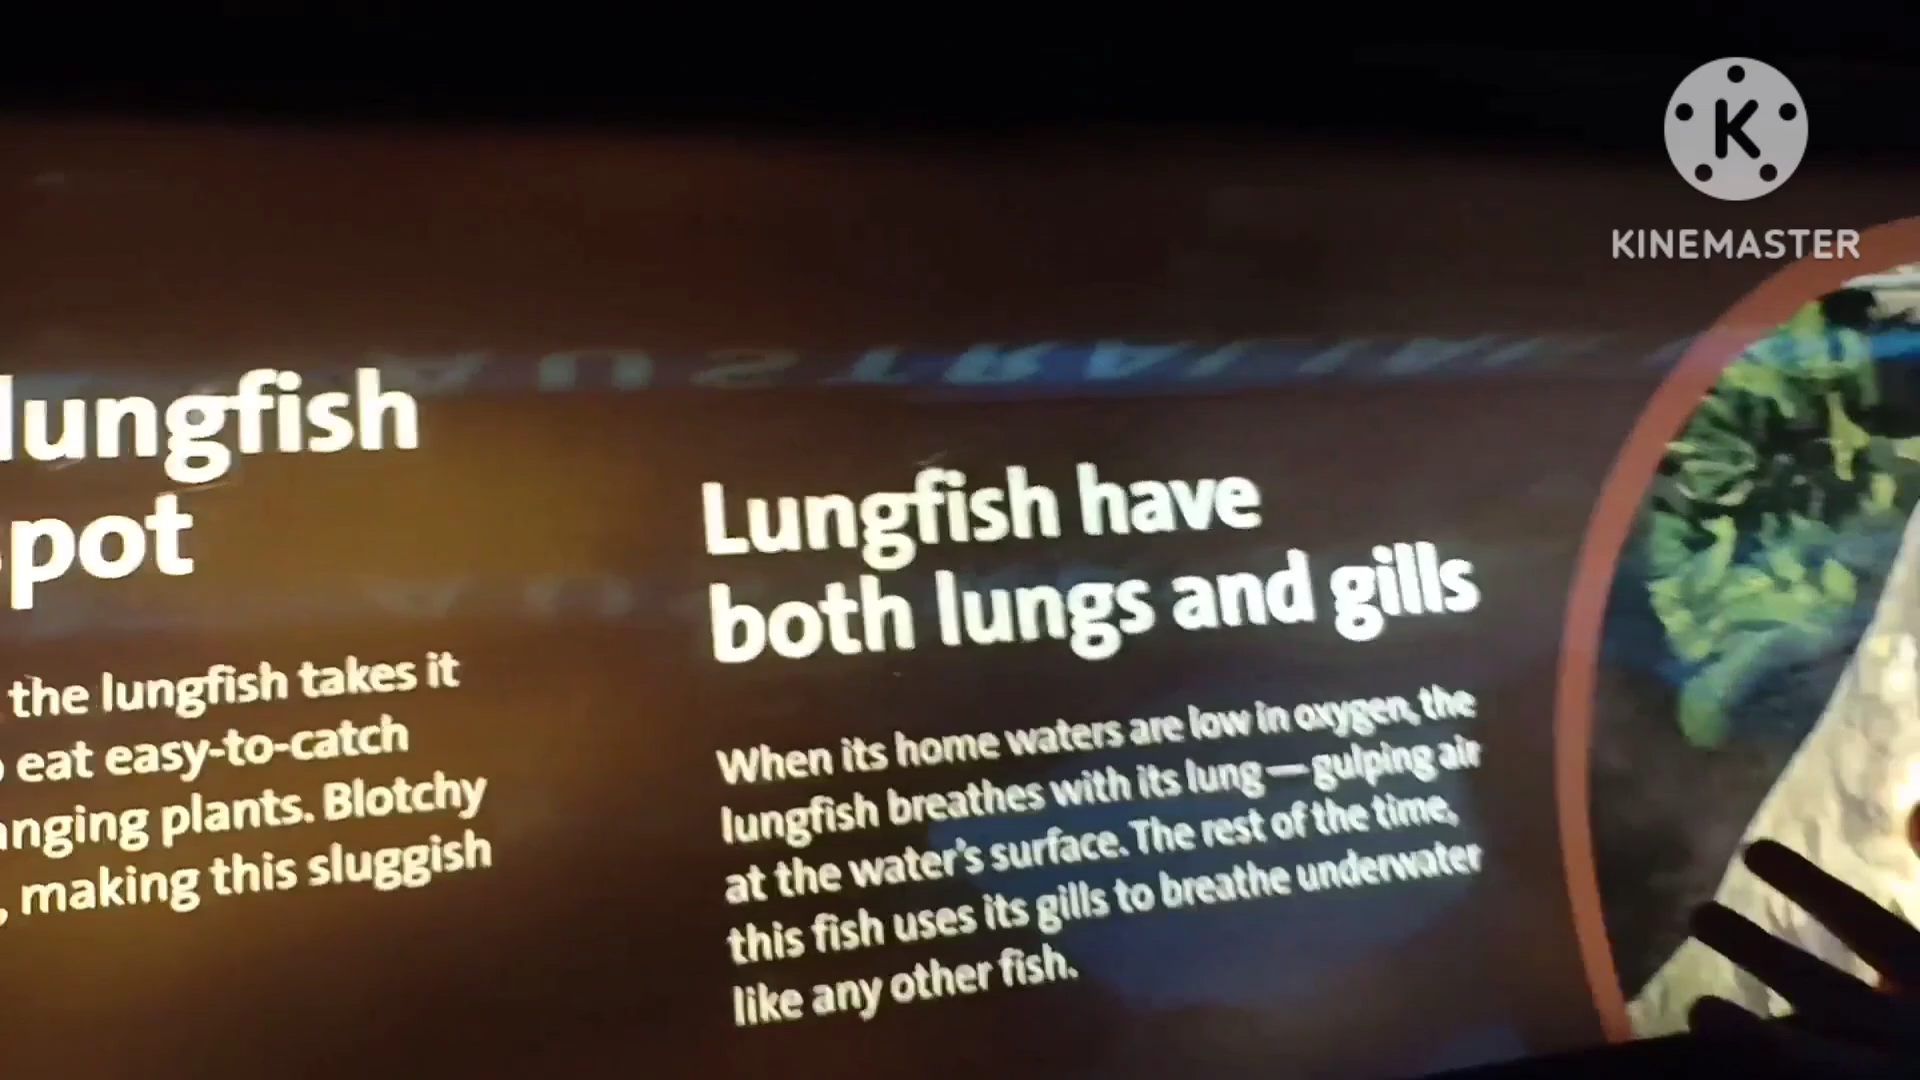 lungfish
pot
the lungfish takes it
eat easy-to-catch
plants. Blotchy
, making this sluggish
Lungfish have
both lungs and gills
When its home waters are low in oxygen, the
lungfish breathes with its lung—gulping air
at the water's surface. The rest of the time,
this fish uses its gills to breathe underwater
like any other fish.
K
KINEMASTER